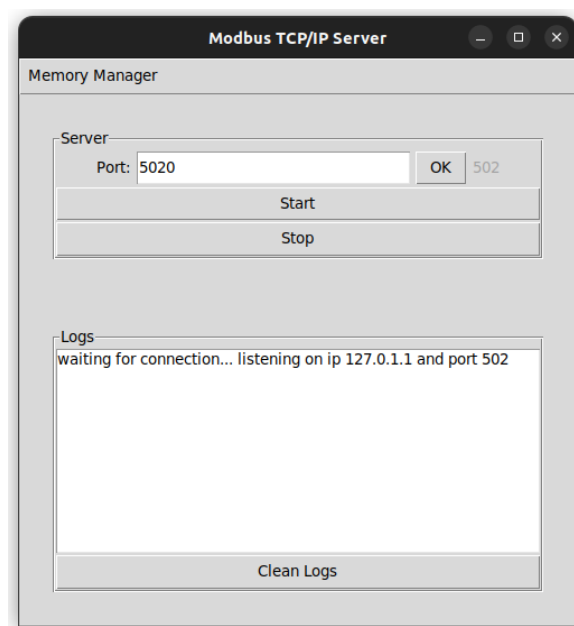 Modbus TCP/IP Server
Memory Manager
Server
Port: 5020 OK 502
Start
Stop
Logs
waiting for connection... listening on ip 127.0.1.1 and port 502
Clean Logs